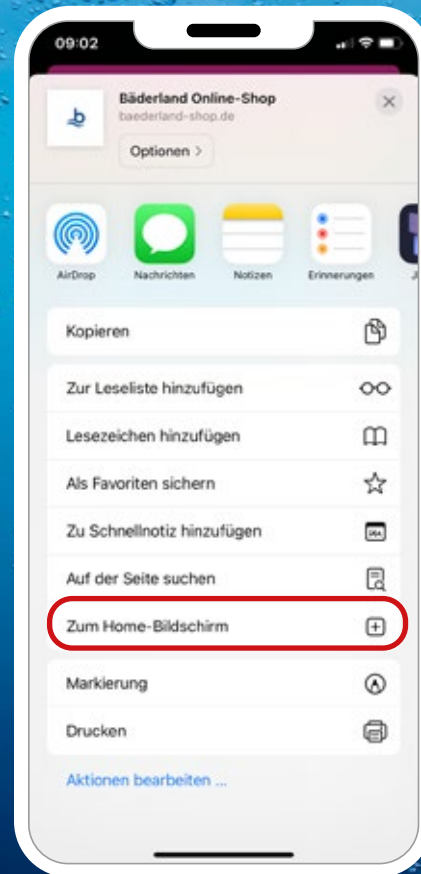 09:02
Bäderland Online-Shop
baederland-shop.de
Optionen >
AirDrop
Nachrichten
Notizen
Erinnerungen
J
Kopieren
Zur Leseliste hinzufügen
Lesezeichen hinzufügen
Als Favoriten sichern
Zu Schnellnotiz hinzufügen
Auf der Seite suchen
Zum Home-Bildschirm
Markierung
Drucken
Aktionen bearbeiten ...